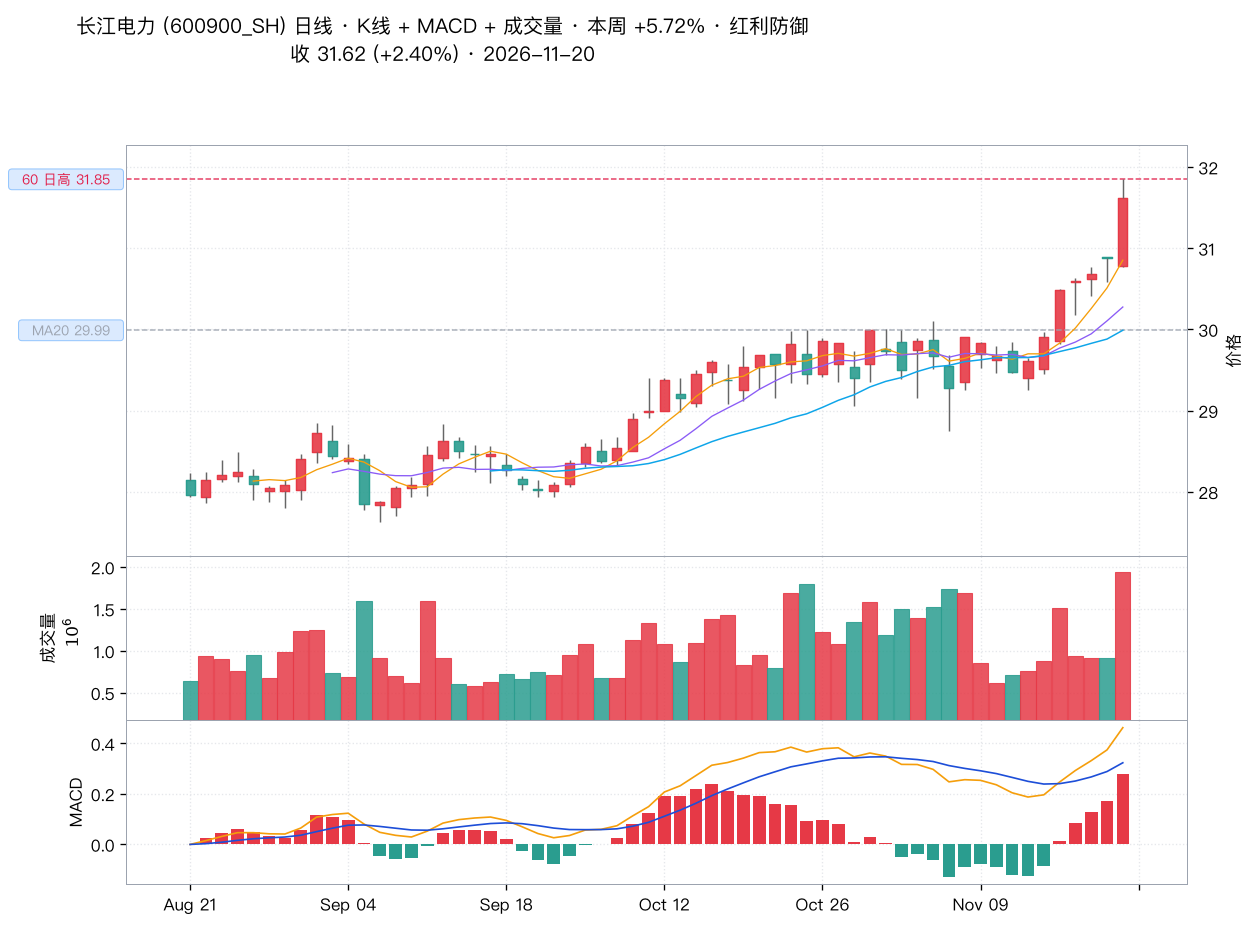 长江电力 (600900_SH) 日线 · K线 + MACD + 成交量 · 本周 +5.72% · 红利防御
收 31.62 (+2.40%) · 2026-11-20
60 日高 31.85
MA20 29.99
32
31
30
29
28
价格
2.0
1.5
1.0
0.5
成交量
10⁶
0.4
0.2
0.0
MACD
Aug 21
Sep 04
Sep 18
Oct 12
Oct 26
Nov 09